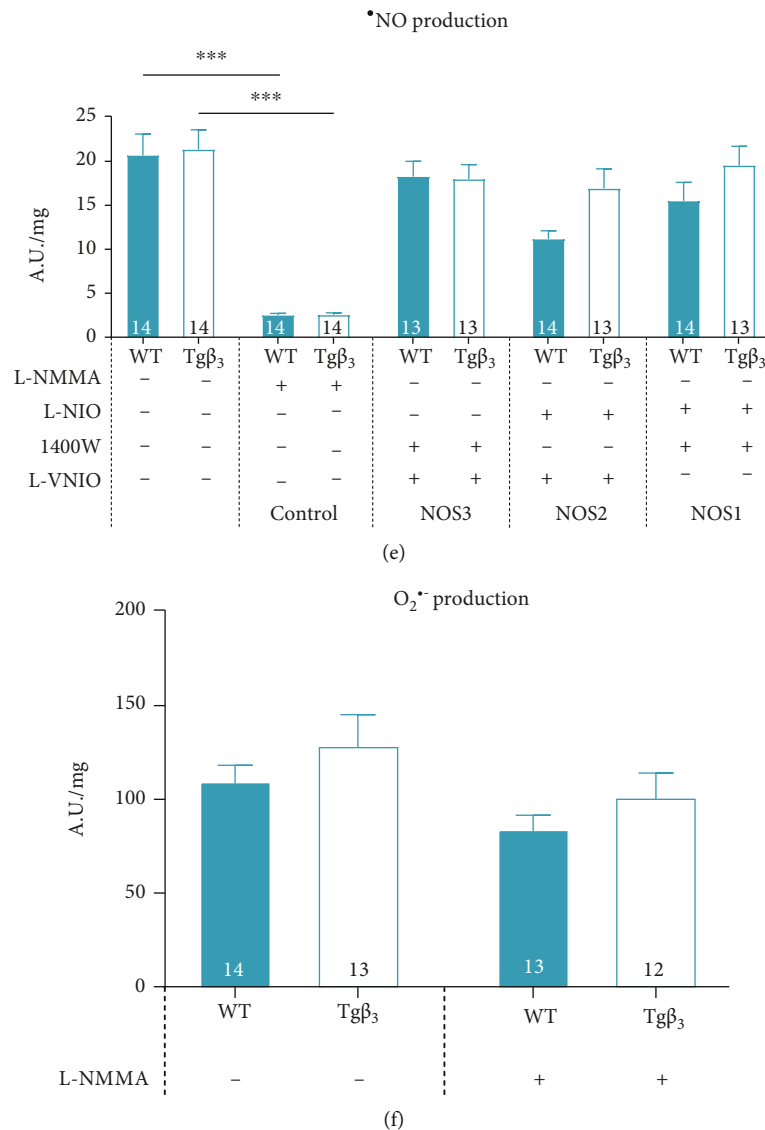 •NO production
***
***
25
20
15
10
5
0
A.U./mg
14 14 14 14 13 13 14 13 14 13
WT Tgβ3 WT Tgβ3 WT Tgβ3 WT Tgβ3 WT Tgβ3
L-NMMA – – + + – – – – – –
L-NIO – – – – – – + + + +
1400W – – – – + + – – + +
L-VNIO – – – – + + + + – –
Control NOS3 NOS2 NOS1
(e)
O2•- production
200
150
100
50
0
A.U./mg
14 13 13 12
WT Tgβ3 WT Tgβ3
L-NMMA – – + +
(f)